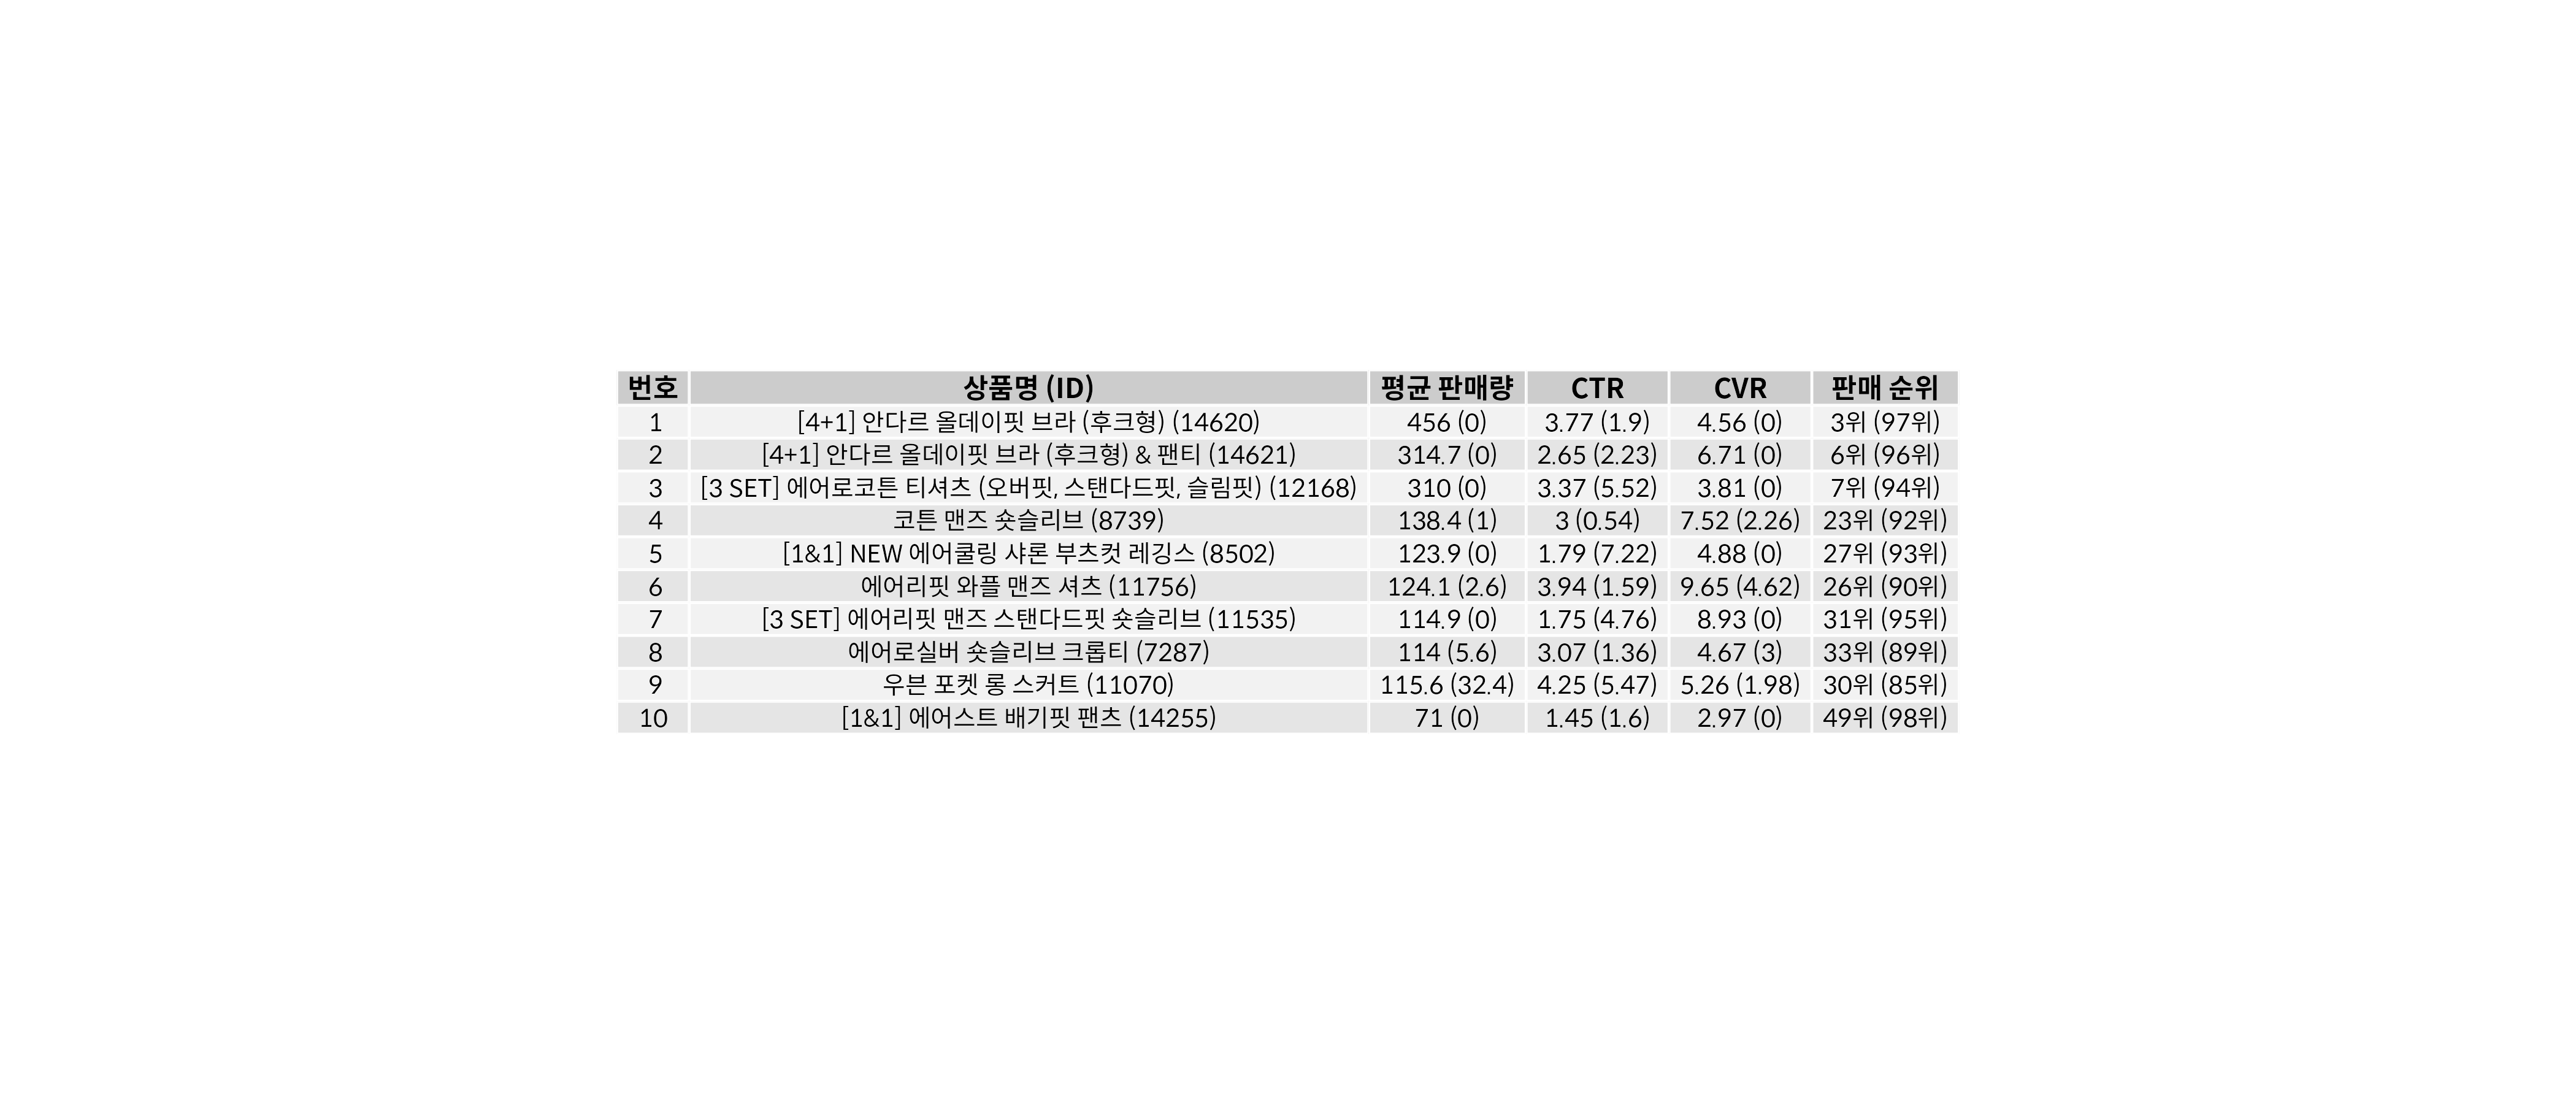 번호 상품명 (ID) 평균 판매량 CTR CVR 판매 순위
1 [4+1] 안다르 올데이핏 브라 (후크형) (14620) 456 (0) 3.77 (1.9) 4.56 (0) 3위 (97위)
2 [4+1] 안다르 올데이핏 브라 (후크형) & 팬티 (14621) 314.7 (0) 2.65 (2.23) 6.71 (0) 6위 (96위)
3 [3 SET] 에어로코튼 티셔츠 (오버핏, 스탠다드핏, 슬림핏) (12168) 310 (0) 3.37 (5.52) 3.81 (0) 7위 (94위)
4 코튼 맨즈 숏슬리브 (8739) 138.4 (1) 3 (0.54) 7.52 (2.26) 23위 (92위)
5 [1&1] NEW 에어쿨링 샤론 부츠컷 레깅스 (8502) 123.9 (0) 1.79 (7.22) 4.88 (0) 27위 (93위)
6 에어리핏 와플 맨즈 셔츠 (11756) 124.1 (2.6) 3.94 (1.59) 9.65 (4.62) 26위 (90위)
7 [3 SET] 에어리핏 맨즈 스탠다드핏 숏슬리브 (11535) 114.9 (0) 1.75 (4.76) 8.93 (0) 31위 (95위)
8 에어로실버 숏슬리브 크롭티 (7287) 114 (5.6) 3.07 (1.36) 4.67 (3) 33위 (89위)
9 우븐 포켓 롱 스커트 (11070) 115.6 (32.4) 4.25 (5.47) 5.26 (1.98) 30위 (85위)
10 [1&1] 에어스트 배기핏 팬츠 (14255) 71 (0) 1.45 (1.6) 2.97 (0) 49위 (98위)